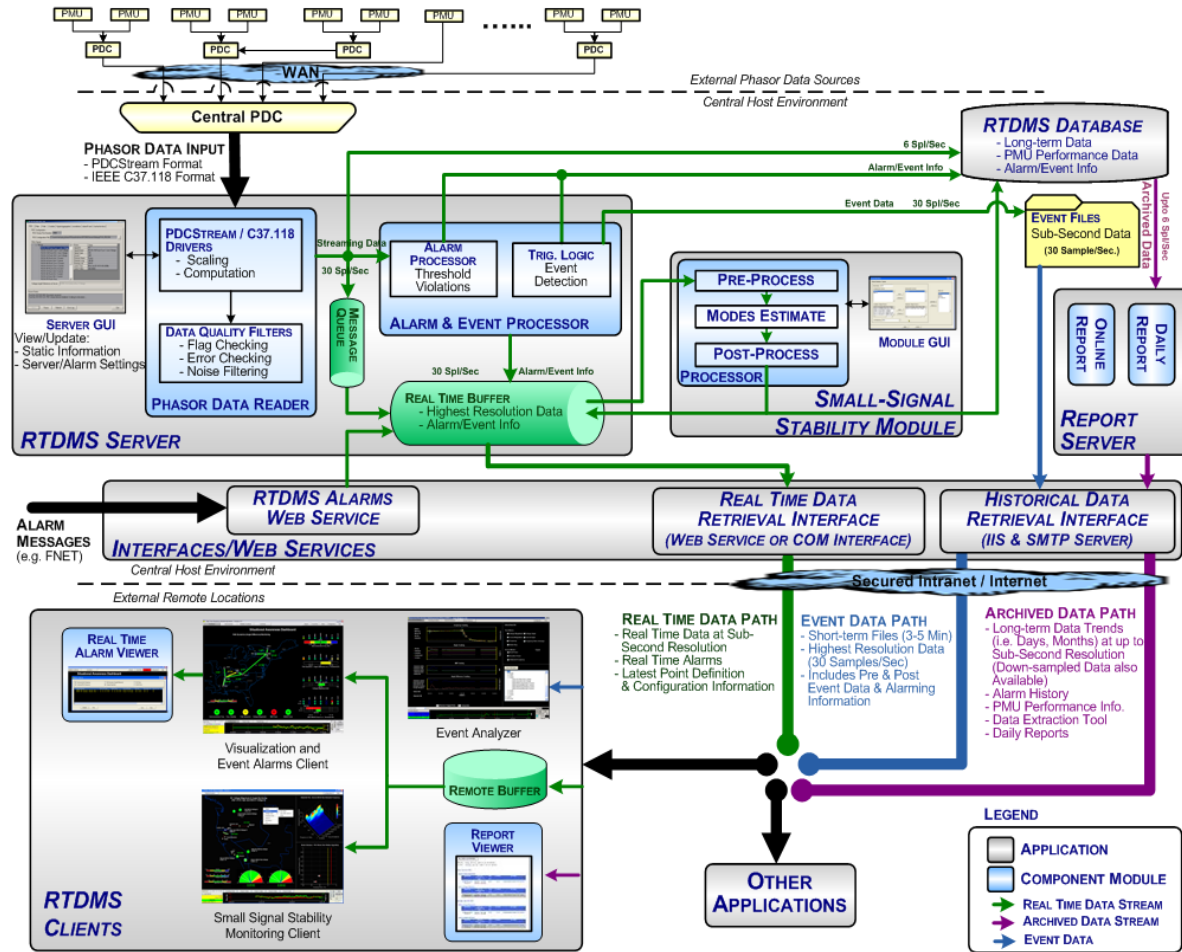 PMU PMU PMU PMU PMU PMU PMU PMU PMU
PDC PDC PDC PDC
WAN
External Phasor Data Sources
Central Host Environment
Central PDC
PHASOR DATA INPUT
- PDCStream Format
- IEEE C37.118 Format
RTDMS DATABASE
- Long-term Data
- PMU Performance Data
- Alarm/Event Info
6 Spl/Sec
Alarm/Event Info
Event Data 30 Spl/Sec
Upto 6 Spl/Sec
Archived Data
EVENT FILES
Sub-Second Data
(30 Sample/Sec.)
PDCSTREAM / C37.118
DRIVERS
- Scaling
- Computation
DATA QUALITY FILTERS
- Flag Checking
- Error Checking
- Noise Filtering
PHASOR DATA READER
SERVER GUI
View/Update:
- Static Information
- Server/Alarm Settings
RTDMS SERVER
Streaming Data
30 Spl/Sec
MESSAGE
QUEUE
ALARM
PROCESSOR
Threshold
Violations
TRIG. LOGIC
Event
Detection
ALARM & EVENT PROCESSOR
30 Spl/Sec
Alarm/Event Info
REAL TIME BUFFER
- Highest Resolution Data
- Alarm/Event Info
PRE-PROCESS
MODES ESTIMATE
POST-PROCESS
PROCESSOR
MODULE GUI
SMALL-SIGNAL
STABILITY MODULE
ONLINE
REPORT
DAILY
REPORT
REPORT
SERVER
ALARM
MESSAGES
(e.g. FNET)
RTDMS ALARMS
WEB SERVICE
INTERFACES/WEB SERVICES
REAL TIME DATA
RETRIEVAL INTERFACE
(WEB SERVICE OR COM INTERFACE)
HISTORICAL DATA
RETRIEVAL INTERFACE
(IIS & SMTP SERVER)
Central Host Environment
External Remote Locations
Secured Intranet / Internet
REAL TIME DATA PATH
- Real Time Data at Sub-
Second Resolution
- Real Time Alarms
- Latest Point Definition
& Configuration Information
EVENT DATA PATH
- Short-term Files (3-5 Min)
- Highest Resolution Data
(30 Samples/Sec)
- Includes Pre & Post
Event Data & Alarming
Information
ARCHIVED DATA PATH
- Long-term Data Trends
(i.e. Days, Months) at up to
Sub-Second Resolution
(Down-sampled Data also
Available)
- Alarm History
- PMU Performance Info.
- Data Extraction Tool
- Daily Reports
REAL TIME
ALARM VIEWER
Visualization and
Event Alarms Client
Event Analyzer
REMOTE BUFFER
REPORT
VIEWER
Small Signal Stability
Monitoring Client
RTDMS
CLIENTS
OTHER
APPLICATIONS
LEGEND
APPLICATION
COMPONENT MODULE
REAL TIME DATA STREAM
ARCHIVED DATA STREAM
EVENT DATA